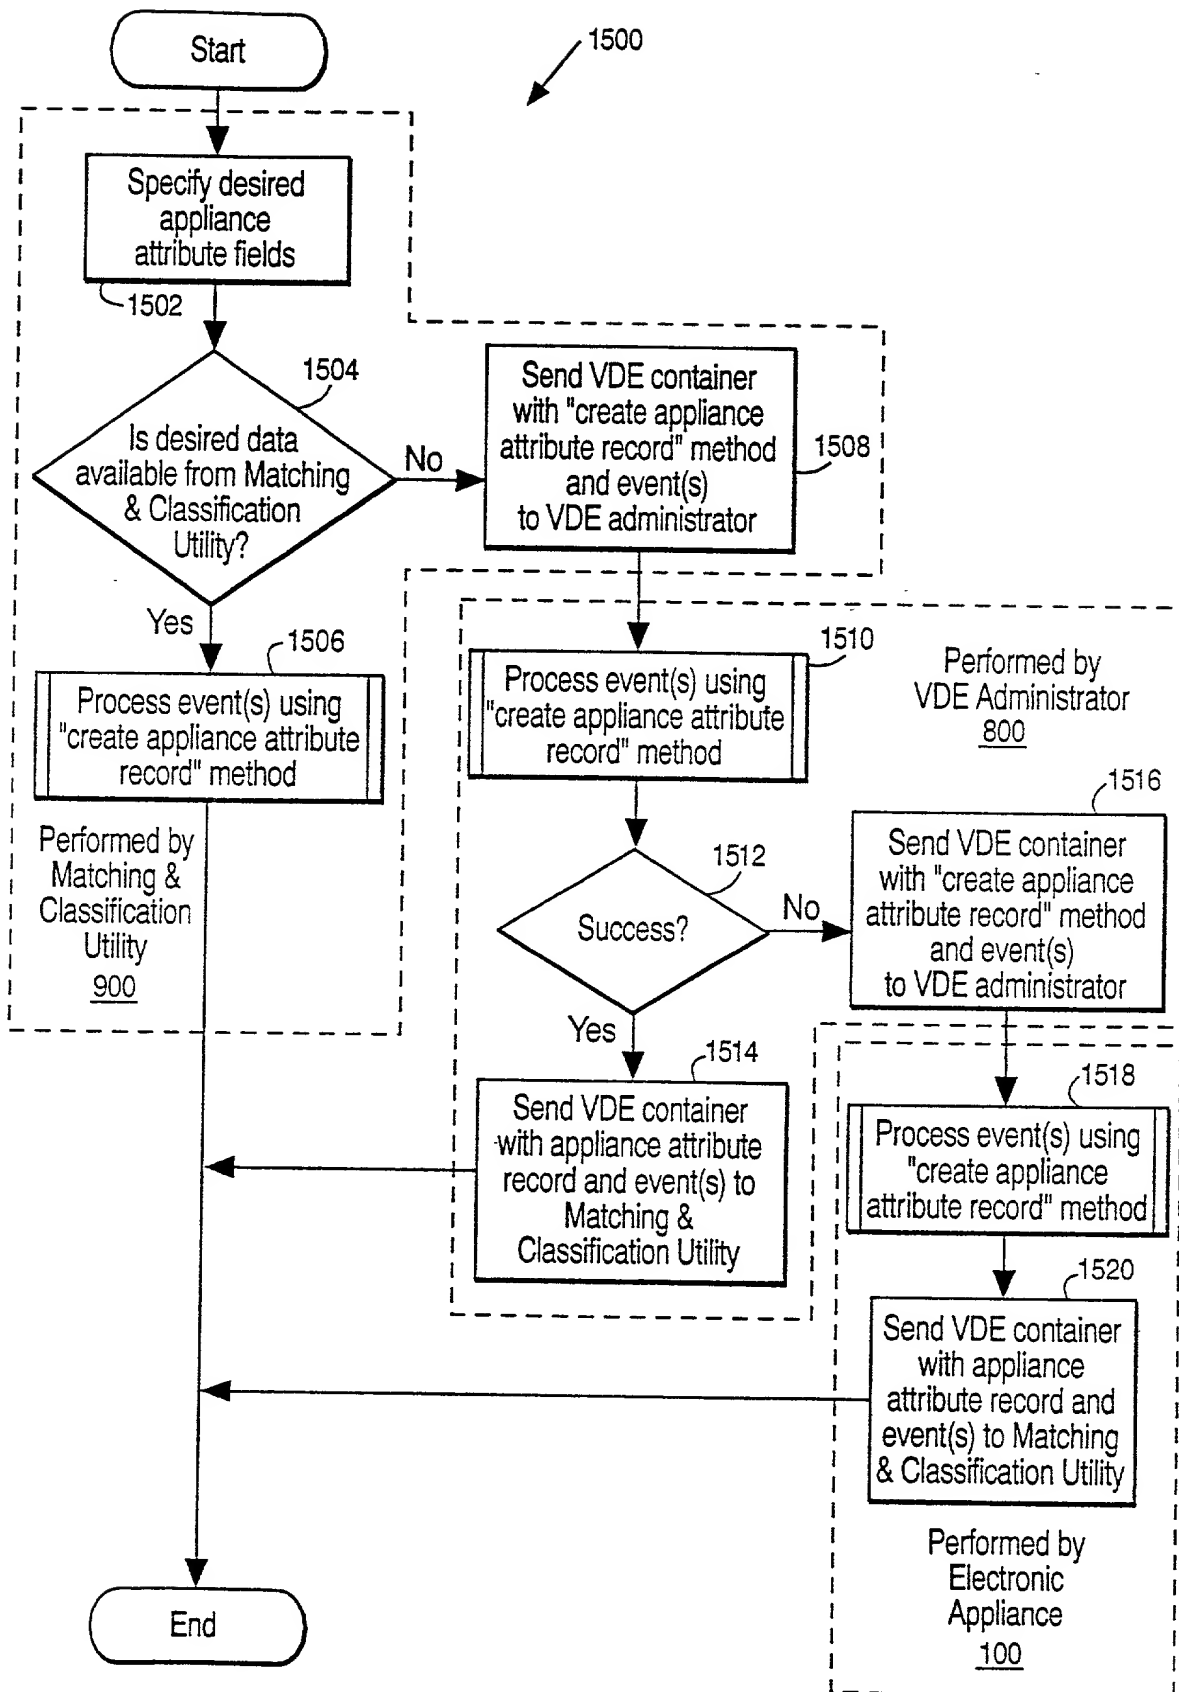 Start
1500
Specify desired
appliance
attribute fields
1502
1504
Is desired data
available from Matching
& Classification
Utility?
No
Yes
Send VDE container
with "create appliance
attribute record" method
and event(s)
to VDE administrator
1508
1506
Process event(s) using
"create appliance attribute
record" method
Performed by
Matching &
Classification
Utility
900
1510
Process event(s) using
"create appliance attribute
record" method
Performed by
VDE Administrator
800
1512
Success?
No
Yes
1516
Send VDE container
with "create appliance
attribute record" method
and event(s)
to VDE administrator
1514
Send VDE container
with appliance attribute
record and event(s) to
Matching &
Classification Utility
1518
Process event(s) using
"create appliance
attribute record" method
1520
Send VDE container
with appliance
attribute record and
event(s) to Matching
& Classification Utility
Performed by
Electronic
Appliance
100
End